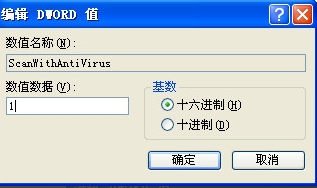 编辑 DWORD 值
数值名称(N):
ScanWithAntiVirus
数值数据(V):
1
基数
十六进制(H)
十进制(D)
确定
取消